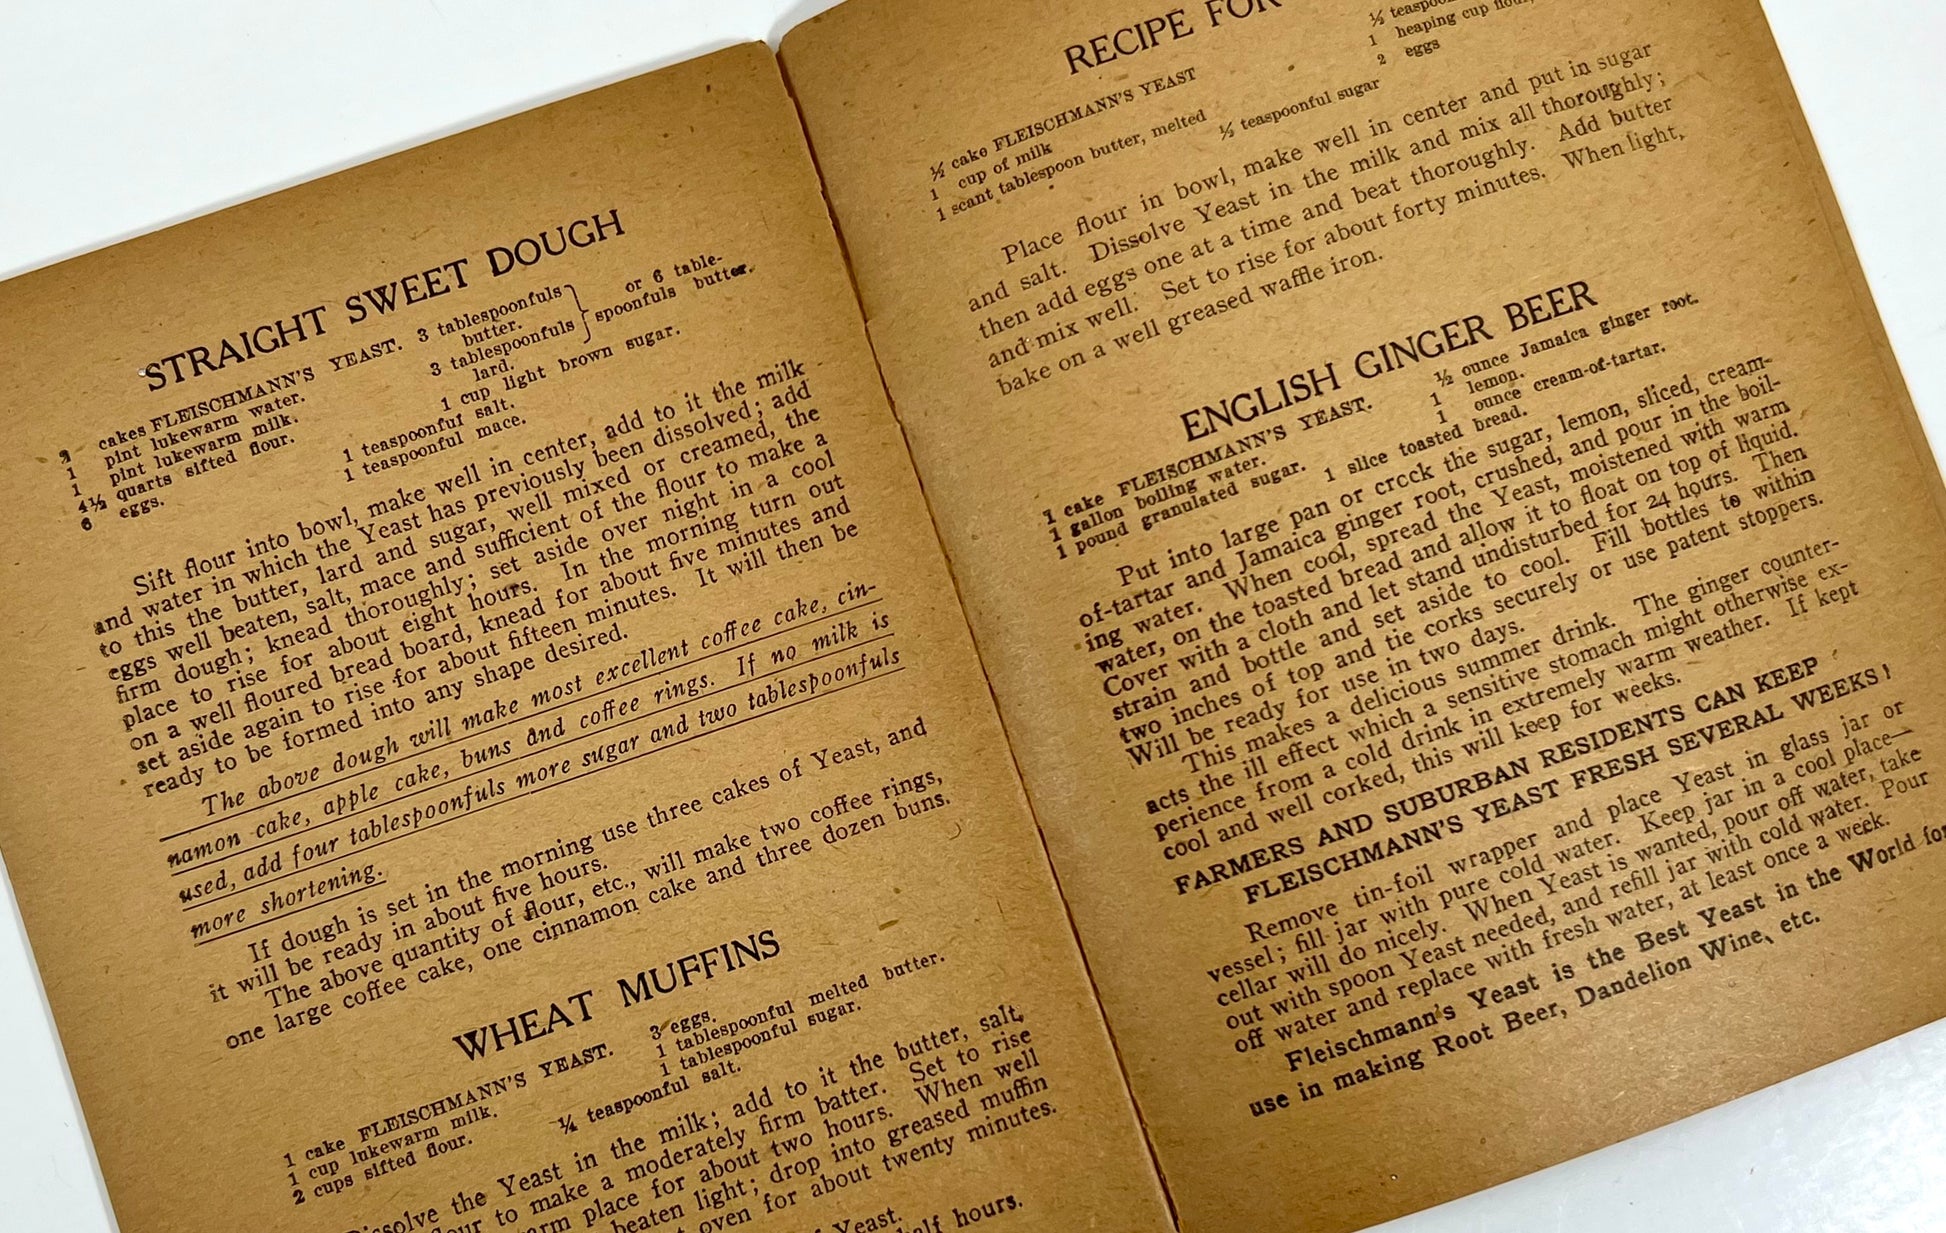 STRAIGHT SWEET DOUGH
cakes FLEISCHMANN'S YEAST.
1 pint lukewarm water.
1 pint lukewarm milk.
4½ quarts sifted flour.
6 eggs.
3 tablespoonfuls
butter.
3 tablespoonfuls
lard.
or 6 table-
spoonfuls butter.
1 cup light brown sugar.
1 teaspoonful salt.
1 teaspoonful mace.
Sift flour into bowl, make well in center, add to it the milk
and water in which the Yeast has previously been dissolved; add
to this the butter, lard and sugar, well mixed or creamed, the
eggs well beaten, salt, mace and sufficient of the flour to make a
firm dough; knead thoroughly; set aside over night in a cool
place to rise for about eight hours. In the morning turn out
on a well floured bread board, knead for about five minutes and
set aside again to rise for about fifteen minutes. It will then be
ready to be formed into any shape desired.
The above dough will make most excellent coffee cake, cin-
namon cake, apple cake, buns and coffee rings. If no milk is
used, add four tablespoonfuls more sugar and two tablespoonfuls
more shortening.
If dough is set in the morning use three cakes of Yeast, and
it will be ready in about five hours.
The above quantity of flour, etc., will make two coffee rings,
one large coffee cake, one cinnamon cake and three dozen buns.
WHEAT MUFFINS
1 cake FLEISCHMANN'S YEAST.
1 cup lukewarm milk.
2 cups sifted flour.
3 eggs.
1 tablespoonful melted butter.
1 tablespoonful sugar.
¼ teaspoonful salt.
Dissolve the Yeast in the milk; add to it the butter, salt,
flour to make a moderately firm batter. Set to rise
warm place for about two hours. When well
beaten light; drop into greased muffin
oven for about twenty minutes.
of Yeast.
half hours.
RECIPE FOR
½ cake FLEISCHMANN'S YEAST
1 cup of milk
1 scant tablespoon butter, melted
½ teaspoon
1 heaping cup flour,
2 eggs
½ teaspoonful sugar
Place flour in bowl, make well in center and put in sugar
and salt. Dissolve Yeast in the milk and mix all thoroughly;
then add eggs one at a time and beat thoroughly. Add butter
and mix well. Set to rise for about forty minutes. When light,
bake on a well greased waffle iron.
ENGLISH GINGER BEER
1 cake FLEISCHMANN'S YEAST.
1 gallon boiling water.
1 pound granulated sugar.
½ ounce Jamaica ginger root.
1 lemon.
1 ounce cream-of-tartar.
1 slice toasted bread.
Put into large pan or crock the sugar, lemon, sliced, cream-
of-tartar and Jamaica ginger root, crushed, and pour in the boil-
ing water. When cool, spread the Yeast, moistened with warm
water, on the toasted bread and allow it to float on top of liquid.
Cover with a cloth and let stand undisturbed for 24 hours. Then
strain and bottle and set aside to cool. Fill bottles to within
two inches of top and tie corks securely or use patent stoppers.
Will be ready for use in two days.
This makes a delicious summer drink. The ginger counter-
acts the ill effect which a sensitive stomach might otherwise ex-
perience from a cold drink in extremely warm weather. If kept
cool and well corked, this will keep for weeks.
FARMERS AND SUBURBAN RESIDENTS CAN KEEP
FLEISCHMANN'S YEAST FRESH SEVERAL WEEKS!
Remove tin-foil wrapper and place Yeast in glass jar or
vessel; fill jar with pure cold water. Keep jar in a cool place—
cellar will do nicely. When Yeast is wanted, pour off water, take
out with spoon Yeast needed, and refill jar with cold water. Pour
off water and replace with fresh water, at least once a week.
Fleischmann's Yeast is the Best Yeast in the World for
use in making Root Beer, Dandelion Wine, etc.